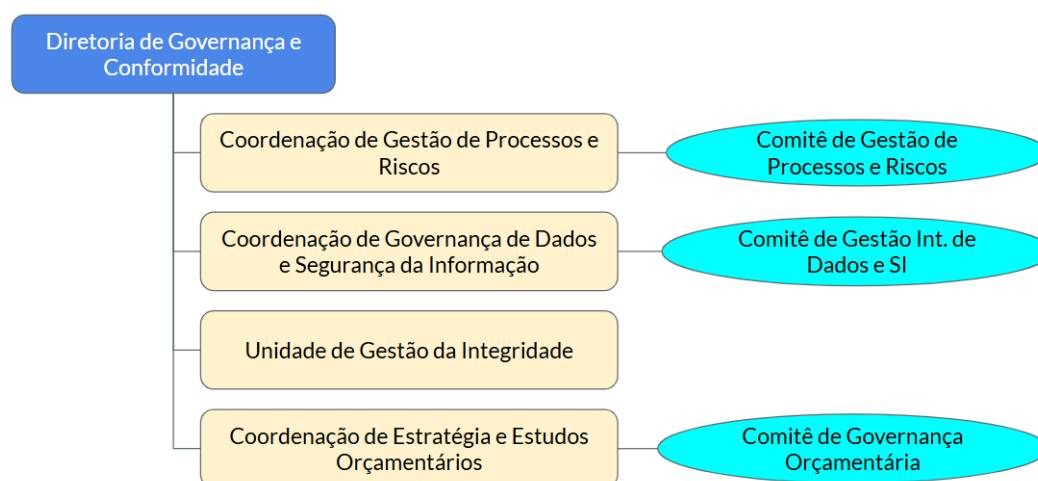 Diretoria de Governança e
Conformidade
Coordenação de Gestão de Processos e
Riscos
Comitê de Gestão de
Processos e Riscos
Coordenação de Governança de Dados
e Segurança da Informação
Comitê de Gestão Int. de
Dados e SI
Unidade de Gestão da Integridade
Coordenação de Estratégia e Estudos
Orçamentários
Comitê de Governança
Orçamentária